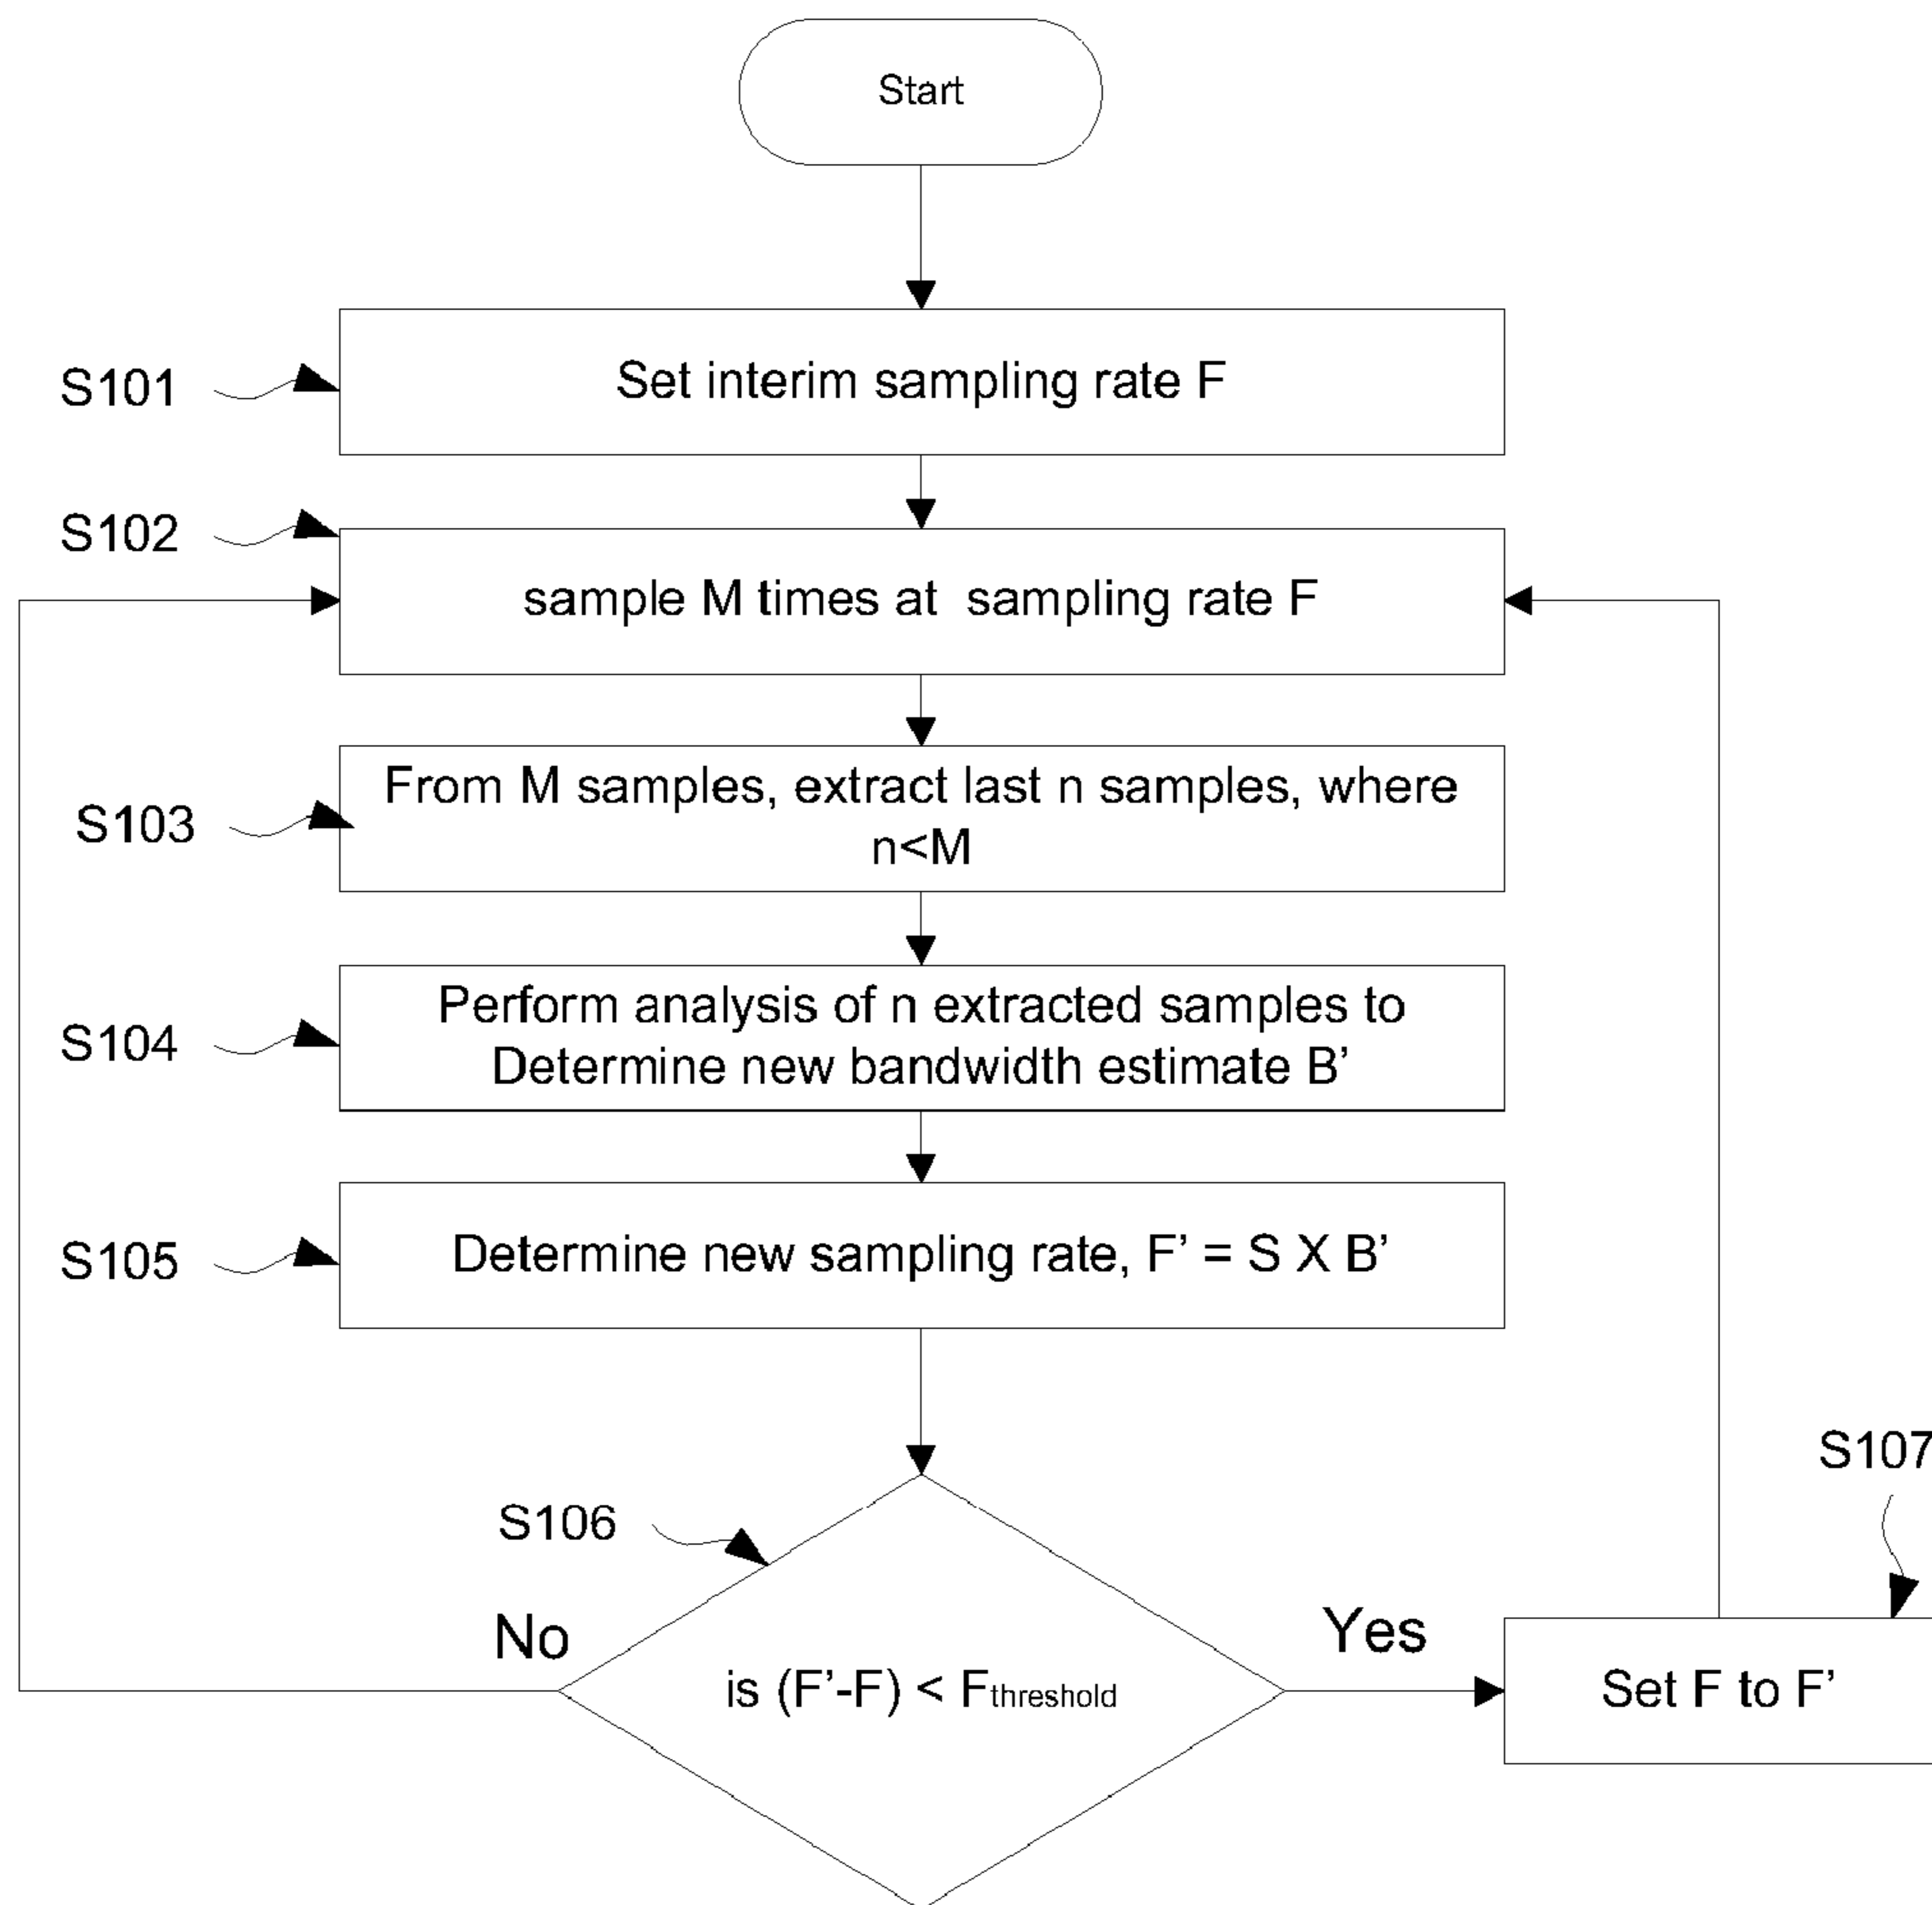 Start
S101
Set interim sampling rate F
S102
sample M times at  sampling rate F
S103
From M samples, extract last n samples, where
n<M
S104
Perform analysis of n extracted samples to
Determine new bandwidth estimate B’
S105
Determine new sampling rate, F’ = S X B’
S106
is (F’-F) < Fthreshold
No
Yes
S107
Set F to F’